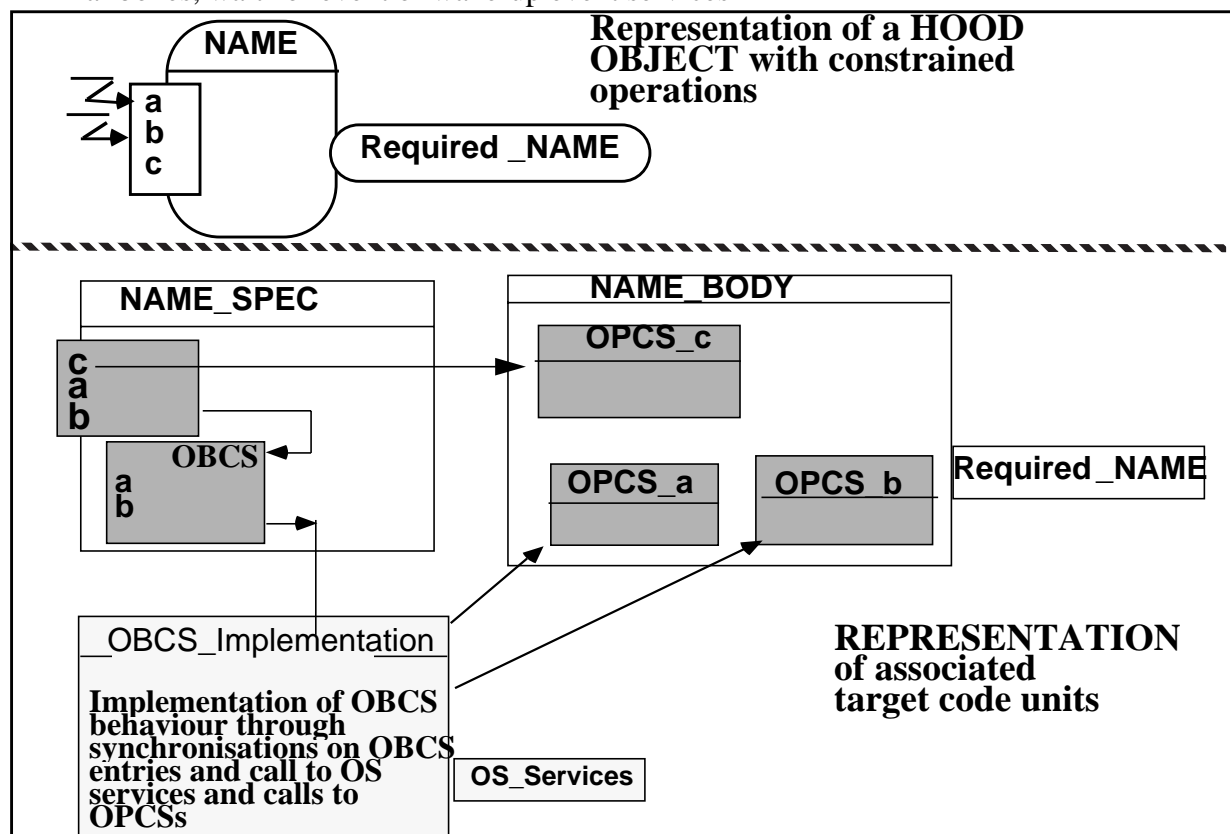 NAME
Representation of a HOOD
OBJECT with constrained
operations
a
b
c
Required _NAME
NAME_SPEC
NAME_BODY
c
a
b
OPCS_c
OBCS
a
b
OPCS_a
OPCS_b
Required _NAME
__OBCS_Implementation__
Implementation of OBCS
behaviour through
synchronisations on OBCS
entries and call to OS
services and calls to
OPCSs
OS_Services
REPRESENTATION
of associated
target code units